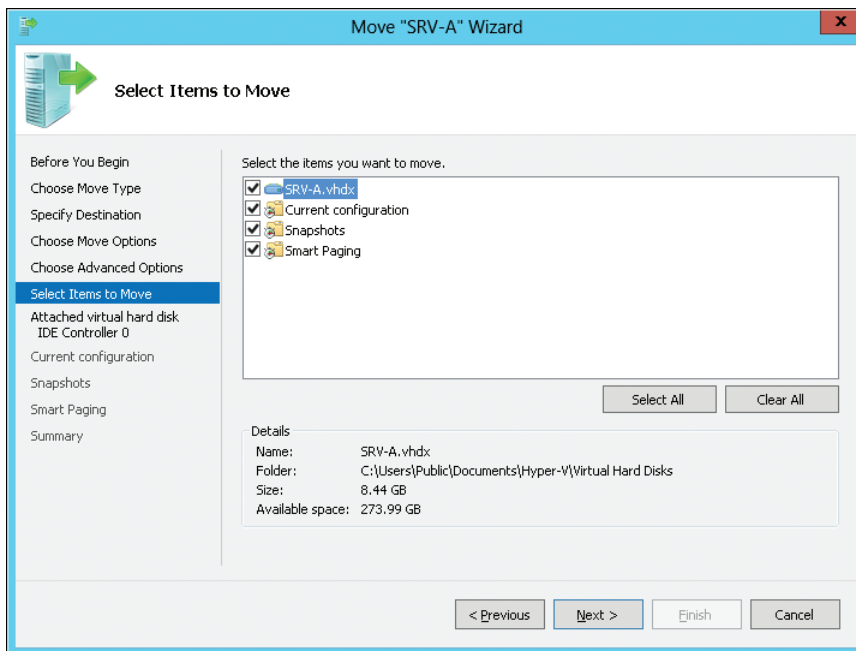 Move "SRV-A" Wizard
X
Select Items to Move
Before You Begin
Choose Move Type
Specify Destination
Choose Move Options
Choose Advanced Options
Select Items to Move
Attached virtual hard disk
IDE Controller 0
Current configuration
Snapshots
Smart Paging
Summary
Select the items you want to move.
SRV-A.vhdx
Current configuration
Snapshots
Smart Paging
Select All
Clear All
Details
Name: SRV-A.vhdx
Folder: C:\Users\Public\Documents\Hyper-V\Virtual Hard Disks
Size: 8.44 GB
Available space: 273.99 GB
< Previous
Next >
Finish
Cancel